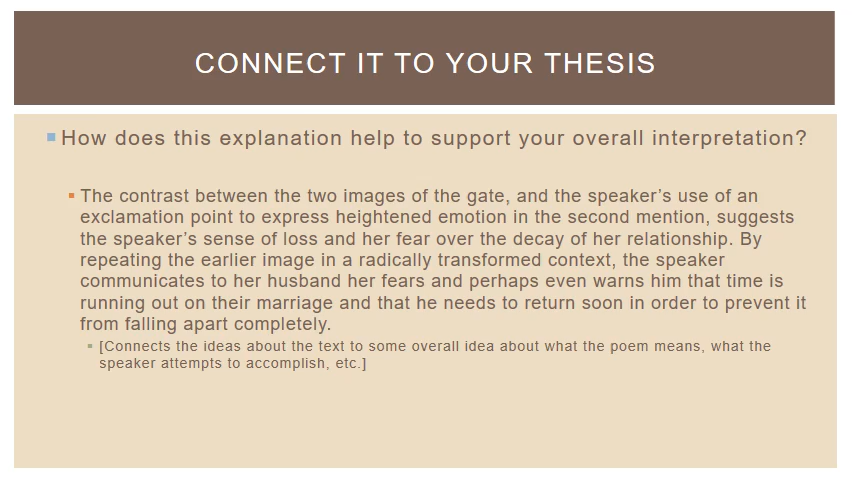 CONNECT IT TO YOUR THESIS
How does this explanation help to support your overall interpretation?
The contrast between the two images of the gate, and the speaker’s use of an
exclamation point to express heightened emotion in the second mention, suggests
the speaker’s sense of loss and her fear over the decay of her relationship. By
repeating the earlier image in a radically transformed context, the speaker
communicates to her husband her fears and perhaps even warns him that time is
running out on their marriage and that he needs to return soon in order to prevent it
from falling apart completely.
[Connects the ideas about the text to some overall idea about what the poem means, what the
speaker attempts to accomplish, etc.]